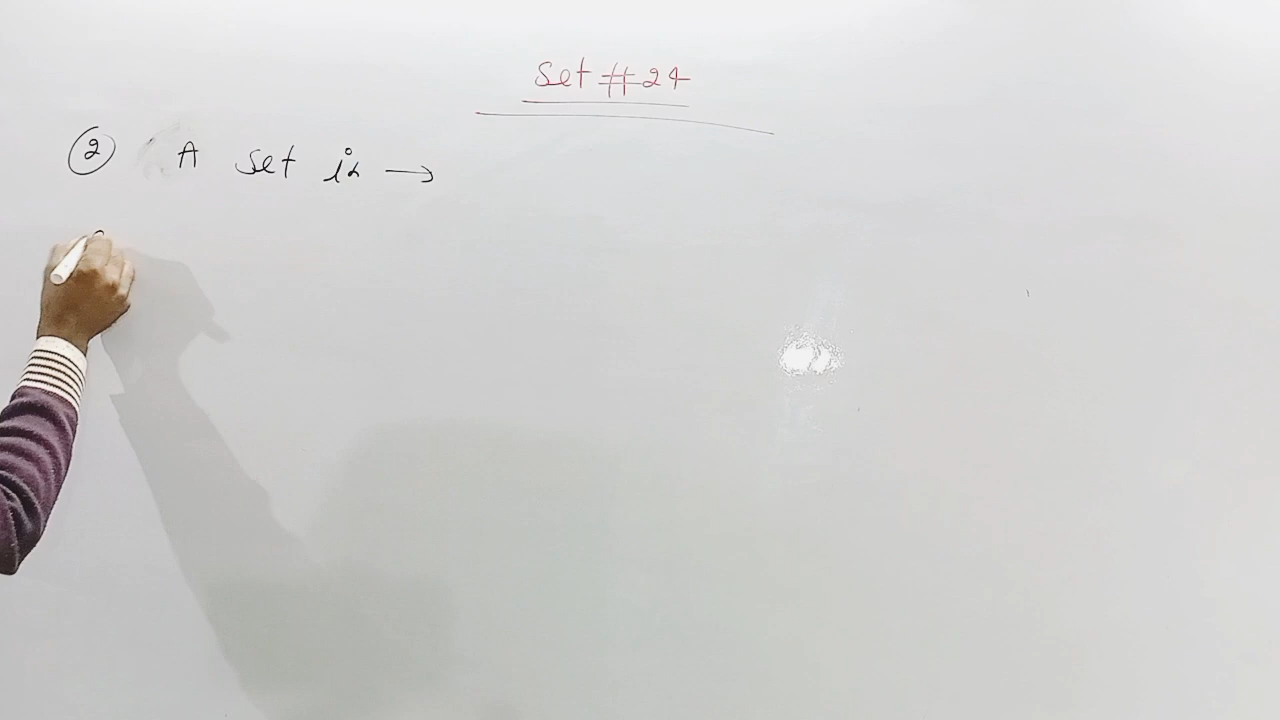 Set #24
② A set is →